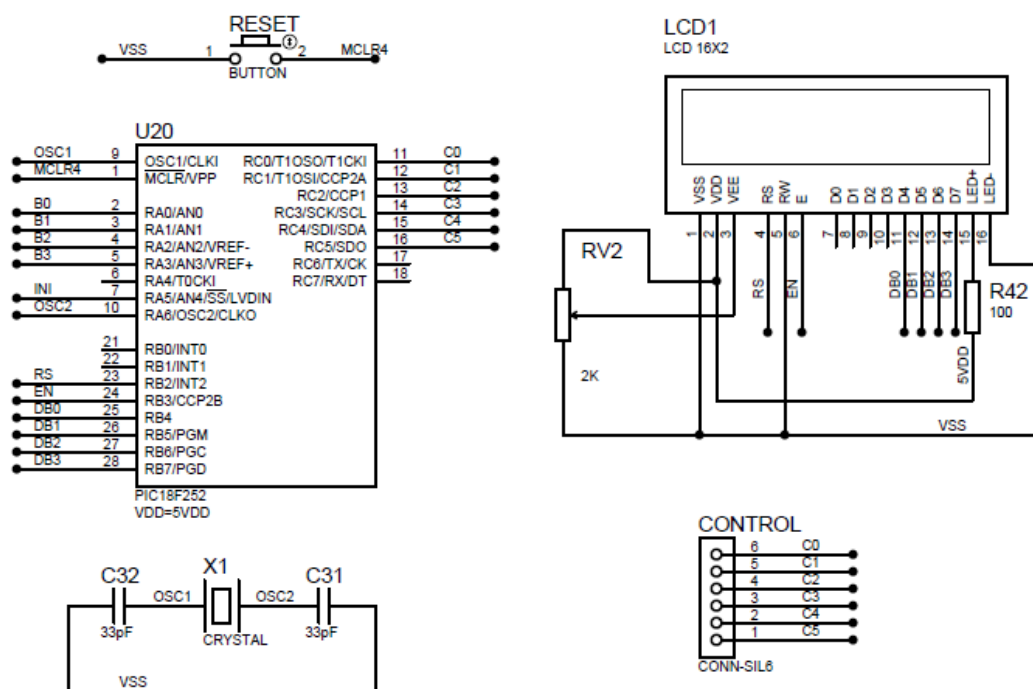 RESET
VSS 1 2 MCLR4
BUTTON
U20
OSC1 9 OSC1/CLKI RC0/T1OSO/T1CKI 11 C0
MCLR4 1 MCLR/VPP RC1/T1OSI/CCP2A 12 C1
RC2/CCP1 13 C2
B0 2 RA0/AN0 RC3/SCK/SCL 14 C3
B1 3 RA1/AN1 RC4/SDI/SDA 15 C4
B2 4 RA2/AN2/VREF- RC5/SDO 16 C5
B3 5 RA3/AN3/VREF+ RC6/TX/CK 17
6 RA4/T0CKI RC7/RX/DT 18
INI 7 RA5/AN4/SS/LVDIN
OSC2 10 RA6/OSC2/CLKO
21 RB0/INT0
22 RB1/INT1
RS 23 RB2/INT2
EN 24 RB3/CCP2B
DB0 25 RB4
DB1 26 RB5/PGM
DB2 27 RB6/PGC
DB3 28 RB7/PGD
PIC18F252
VDD=5VDD
C32 X1 C31
OSC1 OSC2
33pF CRYSTAL 33pF
VSS
LCD1
LCD 16X2
VSS VDD VEE RS RW E D0 D1 D2 D3 D4 D5 D6 D7 LED+ LED-
1 2 3 4 5 6 7 8 9 10 11 12 13 14 15 16
RV2
2K
RS EN DB0 DB1 DB2 DB3
R42
100
5VDD
VSS
CONTROL
6 C0
5 C1
4 C2
3 C3
2 C4
1 C5
CONN-SIL6